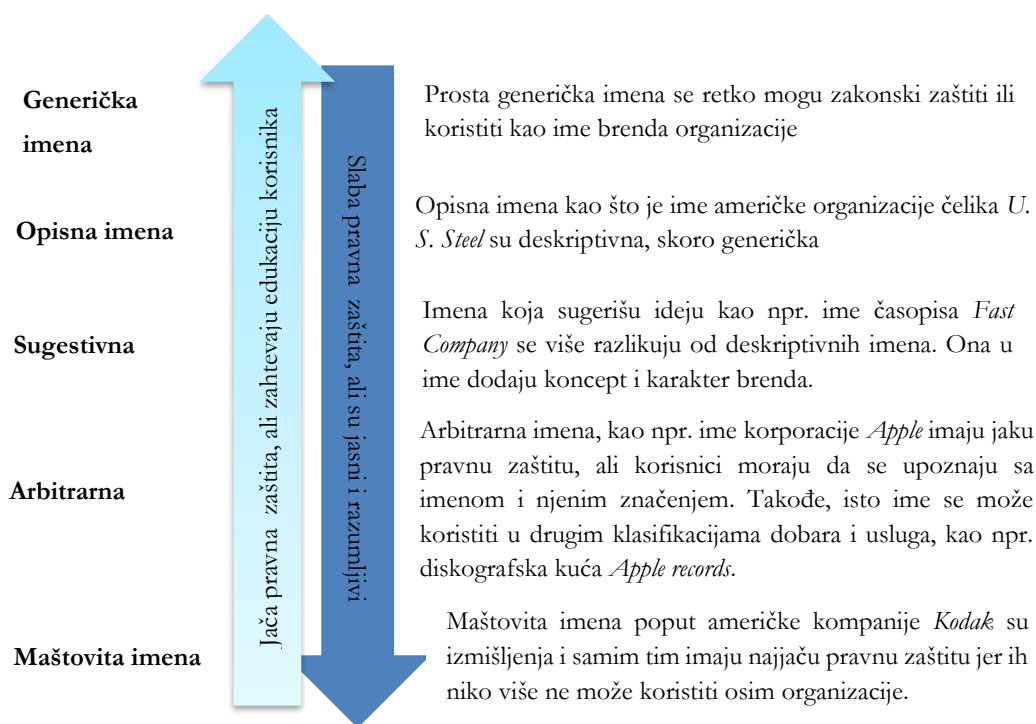 Generička
imena
Prosta generička imena se retko mogu zakonski zaštiti ili
koristiti kao ime brenda organizacije
Opisna imena
Opisna imena kao što je ime američke organizacije čelika U.
S. Steel su deskriptivna, skoro generička
Sugestivna
Imena koja sugerišu ideju kao npr. ime časopisa Fast
Company se više razlikuju od deskriptivnih imena. Ona u
ime dodaju koncept i karakter brenda.
Arbitrarna
Arbitrarna imena, kao npr. ime korporacije Apple imaju jaku
pravnu zaštitu, ali korisnici moraju da se upoznaju sa
imenom i njenim značenjem. Takođe, isto ime se može
koristiti u drugim klasifikacijama dobara i usluga, kao npr.
diskografska kuća Apple records.
Maštovita imena
Maštovita imena poput američke kompanije Kodak su
izmišljenja i samim tim imaju najjaču pravnu zaštitu jer ih
niko više ne može koristiti osim organizacije.
Jača pravna zaštita, ali zahtevaju edukaciju korisnika
Slaba pravna zaštita, ali su jasni i razumljivi